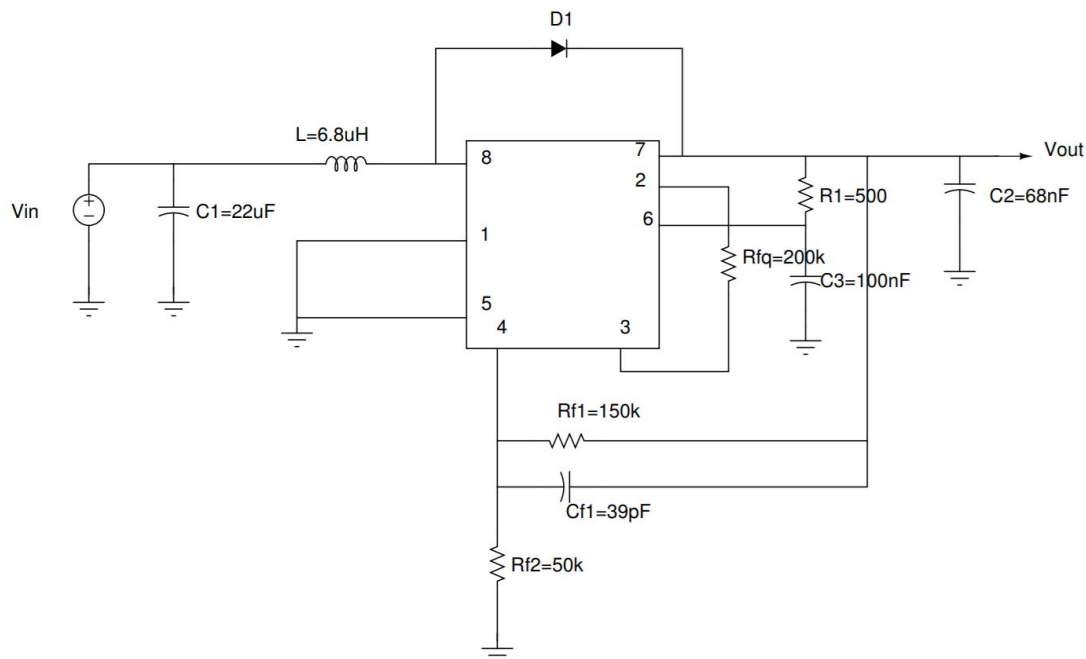 D1
L=6.8uH
8
7
Vout
2
Vin
C1=22uF
R1=500
C2=68nF
6
1
Rfq=200k
C3=100nF
5
4
3
Rf1=150k
Cf1=39pF
Rf2=50k